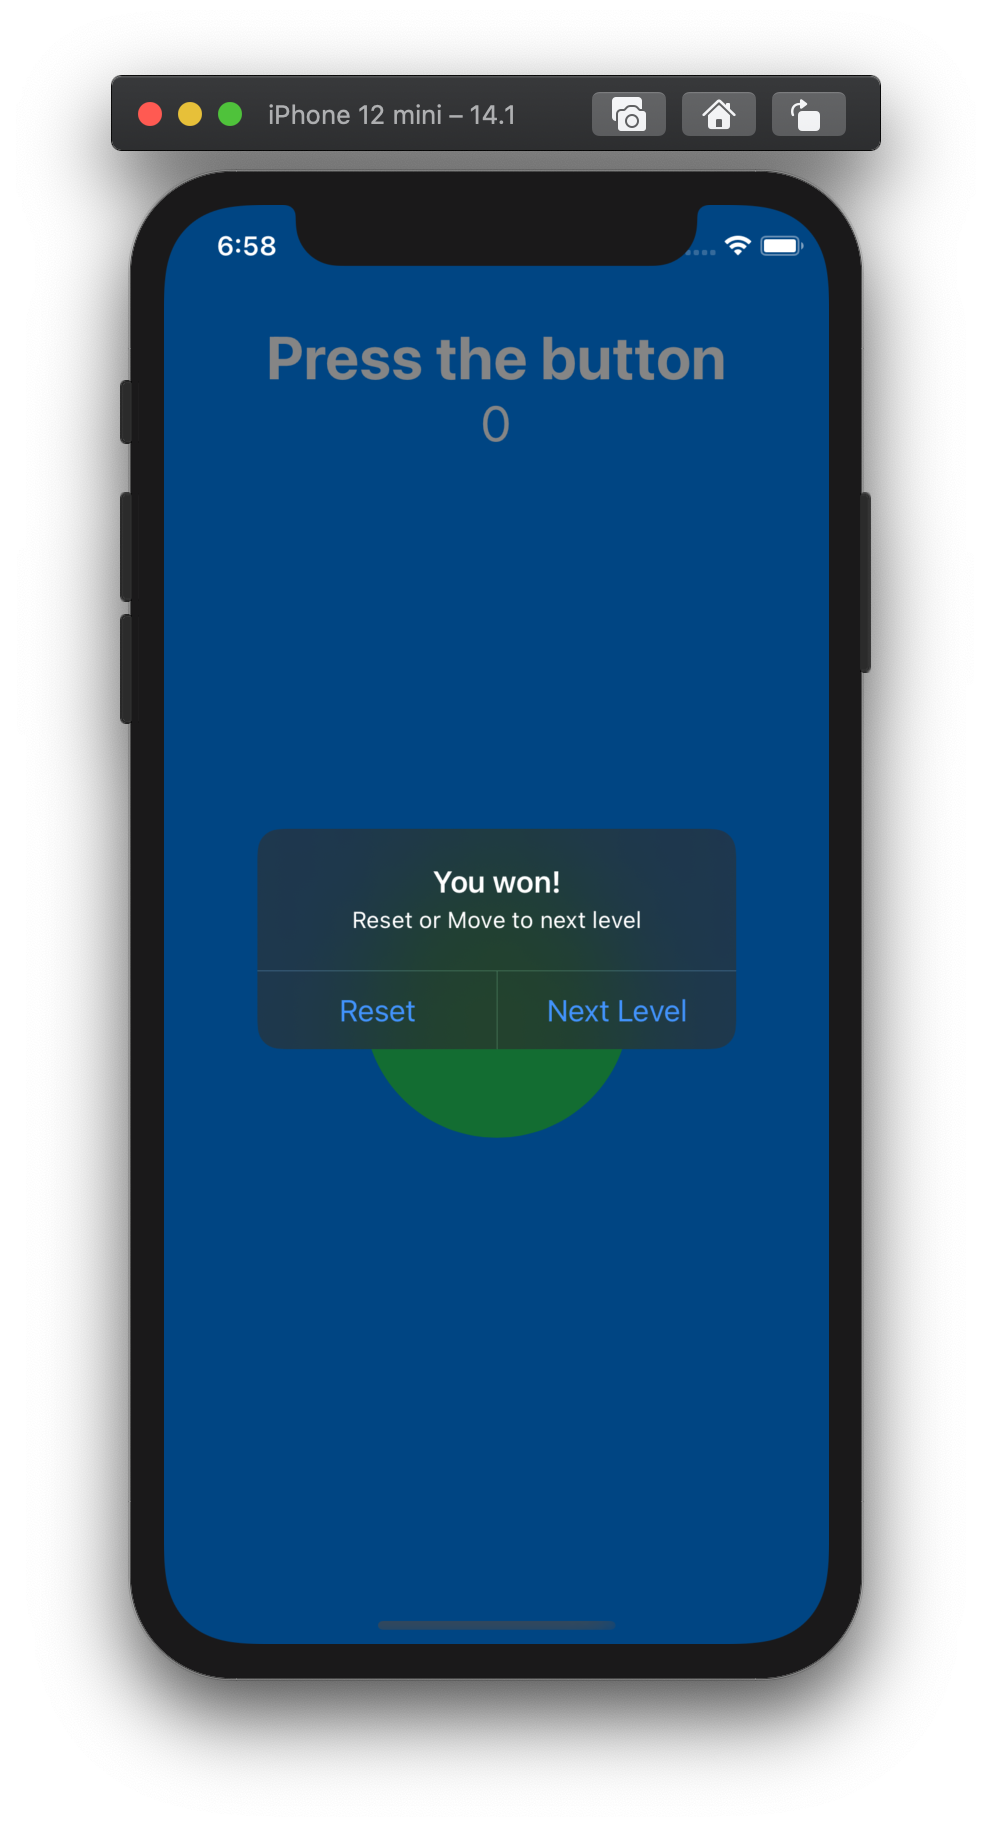 iPhone 12 mini – 14.1
6:58
Press the button
0
You won!
Reset or Move to next level
Reset
Next Level